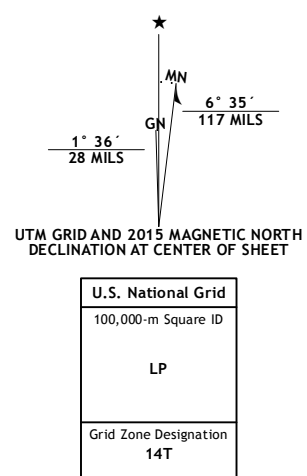 ★
MN
GN
6° 35´
117 MILS
1° 36´
28 MILS
UTM GRID AND 2015 MAGNETIC NORTH
DECLINATION AT CENTER OF SHEET
U.S. National Grid
100,000-m Square ID
LP
Grid Zone Designation
14T